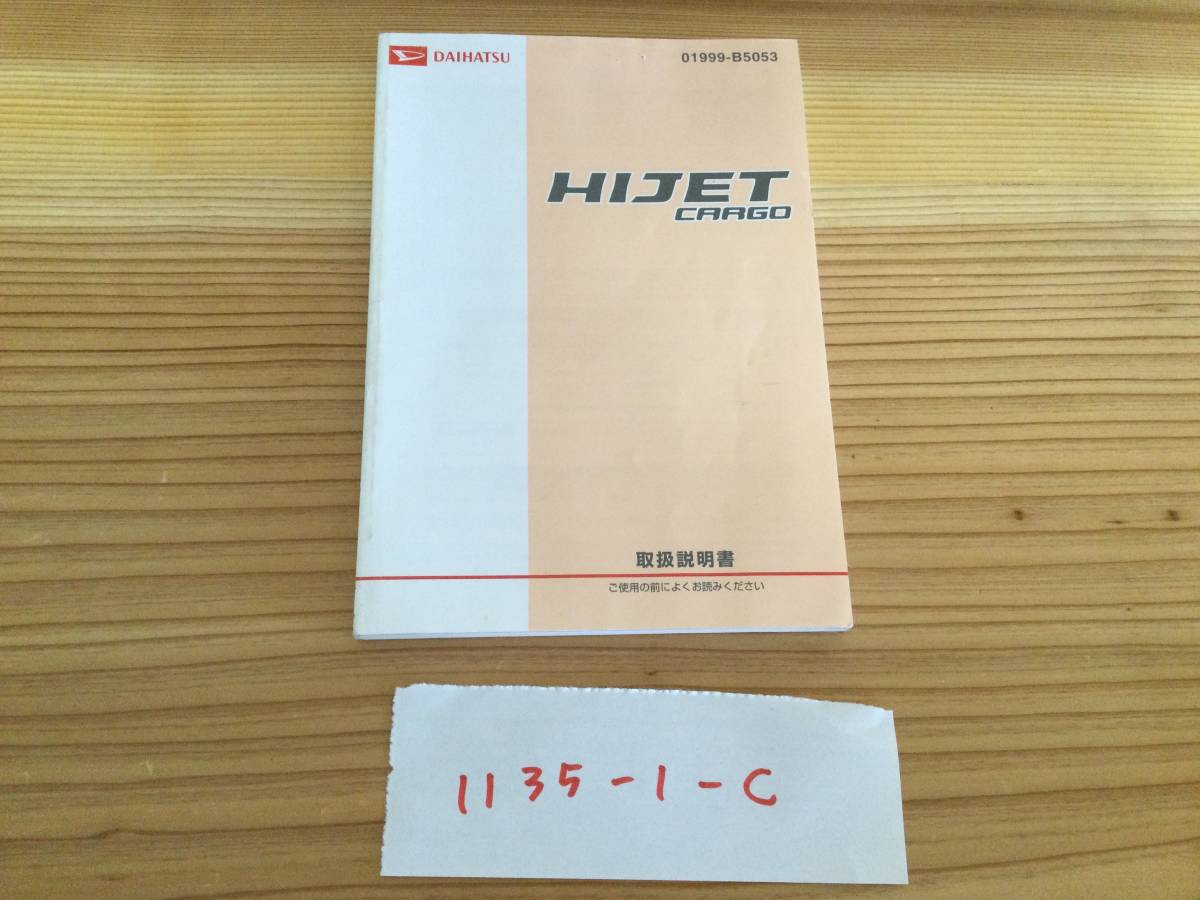 DAIHATSU
01999-B5053
HIJET
CARGO
取扱説明書
ご使用の前によくお読みください
1135-1-C